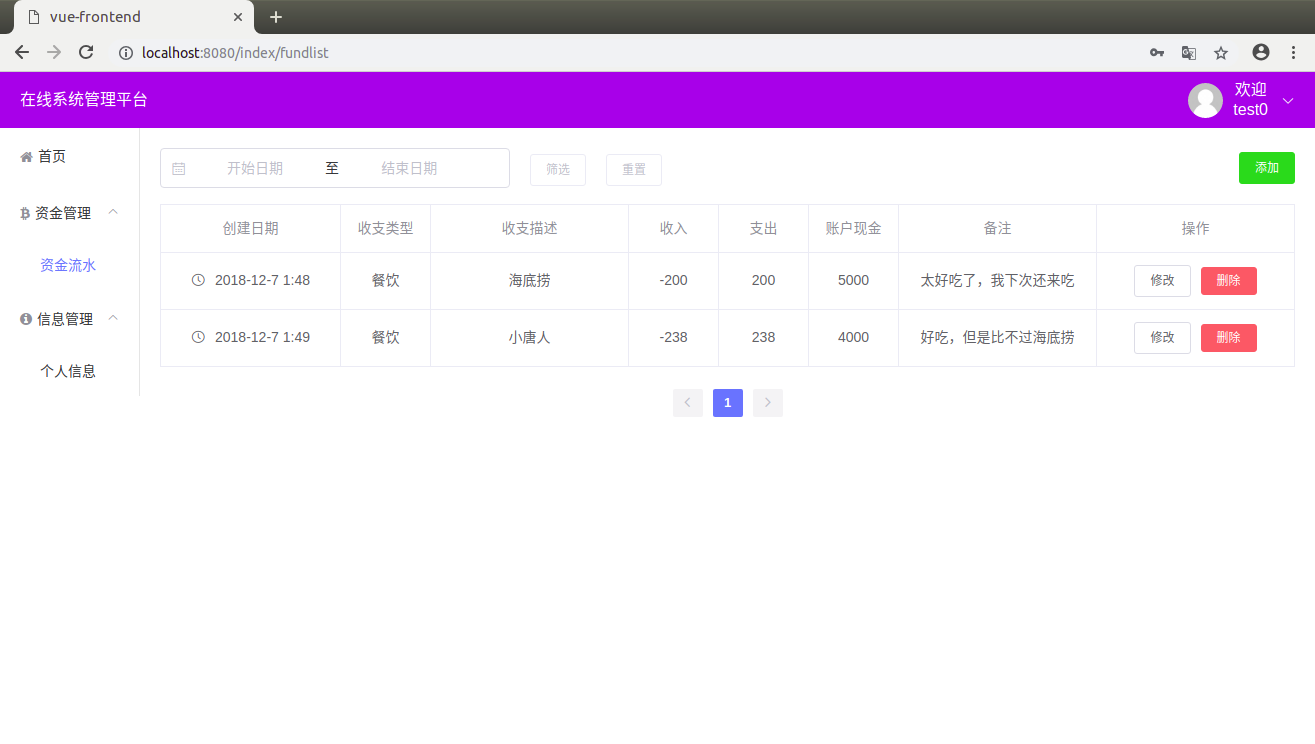 vue-frontend
localhost:8080/index/fundlist
在线系统管理平台
欢迎
test0
首页
资金管理
资金流水
信息管理
个人信息
开始日期 至 结束日期 筛选 重置 添加
创建日期 收支类型 收支描述 收入 支出 账户现金 备注 操作
2018-12-7 1:48 餐饮 海底捞 -200 200 5000 太好吃了，我下次还来吃 修改 删除
2018-12-7 1:49 餐饮 小唐人 -238 238 4000 好吃，但是比不过海底捞 修改 删除
1